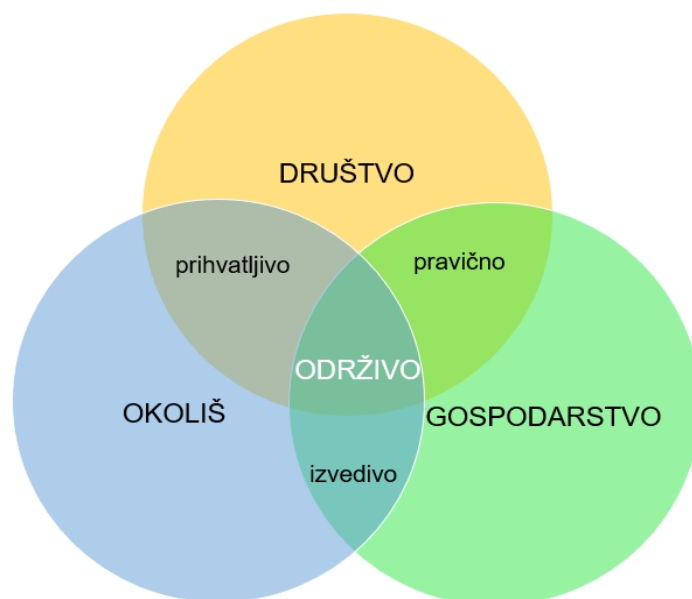 DRUŠTVO
prihvatljivo
pravično
ODRŽIVO
OKOLIŠ
GOSPODARSTVO
izvedivo